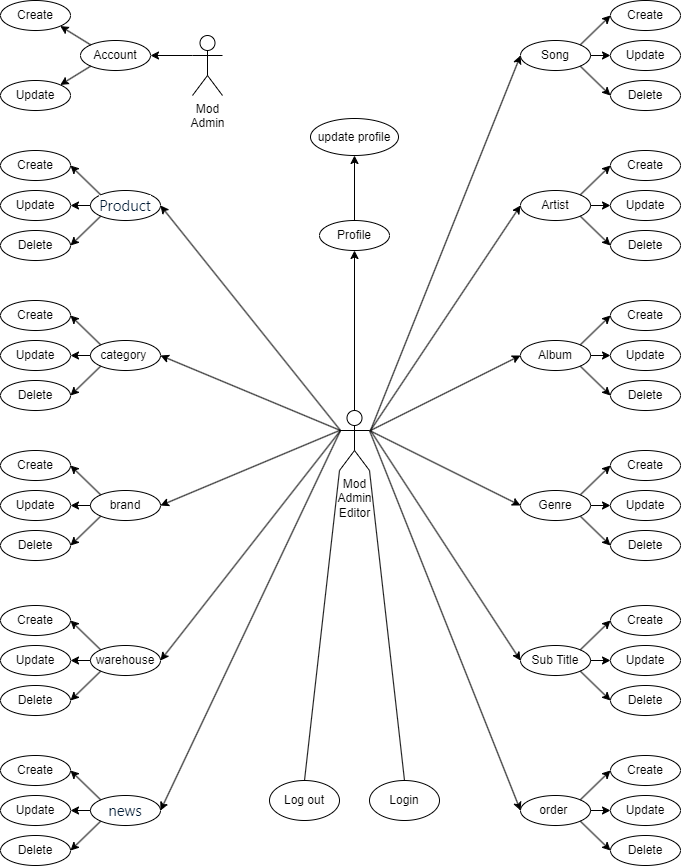 Create
Account
Update
Mod
Admin
Song
Create
Update
Delete
update profile
Profile
Create
Product
Update
Delete
Artist
Create
Update
Delete
Create
category
Update
Delete
Album
Create
Update
Delete
Mod
Admin
Editor
Create
brand
Update
Delete
Genre
Create
Update
Delete
Create
warehouse
Update
Delete
Sub Title
Create
Update
Delete
Create
news
Update
Delete
Log out
Login
order
Create
Update
Delete